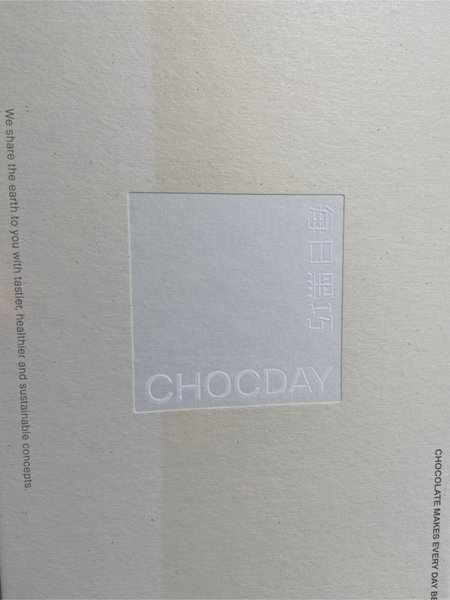 We share the earth to you with tastier, healthier and sustainable concepts.
每日黑巧
CHOCDAY
CHOCOLATE MAKES EVERY DAY